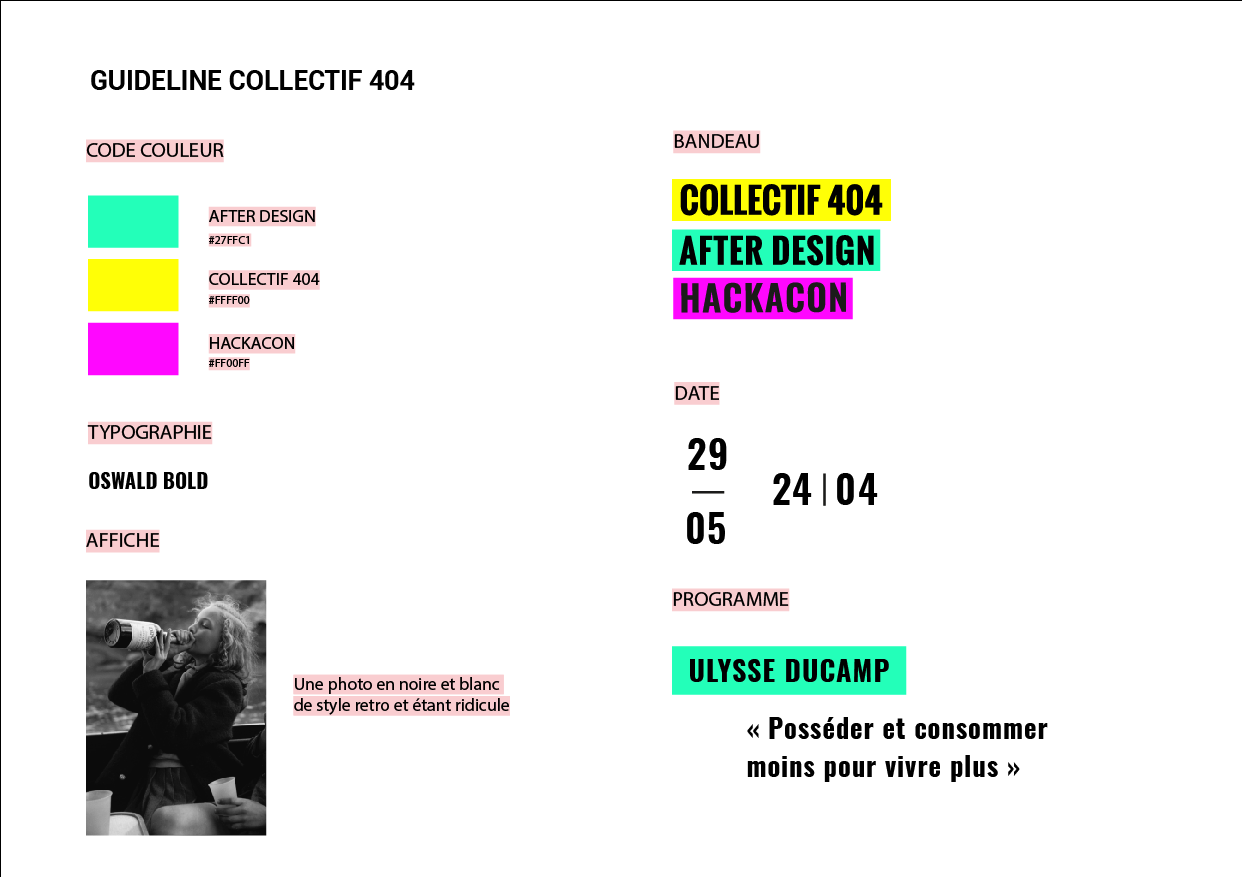 GUIDELINE COLLECTIF 404
CODE COULEUR
AFTER DESIGN
#27FFC1
COLLECTIF 404
#FFFF00
HACKACON
#FF00FF
TYPOGRAPHIE
OSWALD BOLD
AFFICHE
Une photo en noire et blanc
de style retro et étant ridicule
BANDEAU
COLLECTIF 404
AFTER DESIGN
HACKACON
DATE
29
05
24 | 04
PROGRAMME
ULYSSE DUCAMP
« Posséder et consommer
moins pour vivre plus »